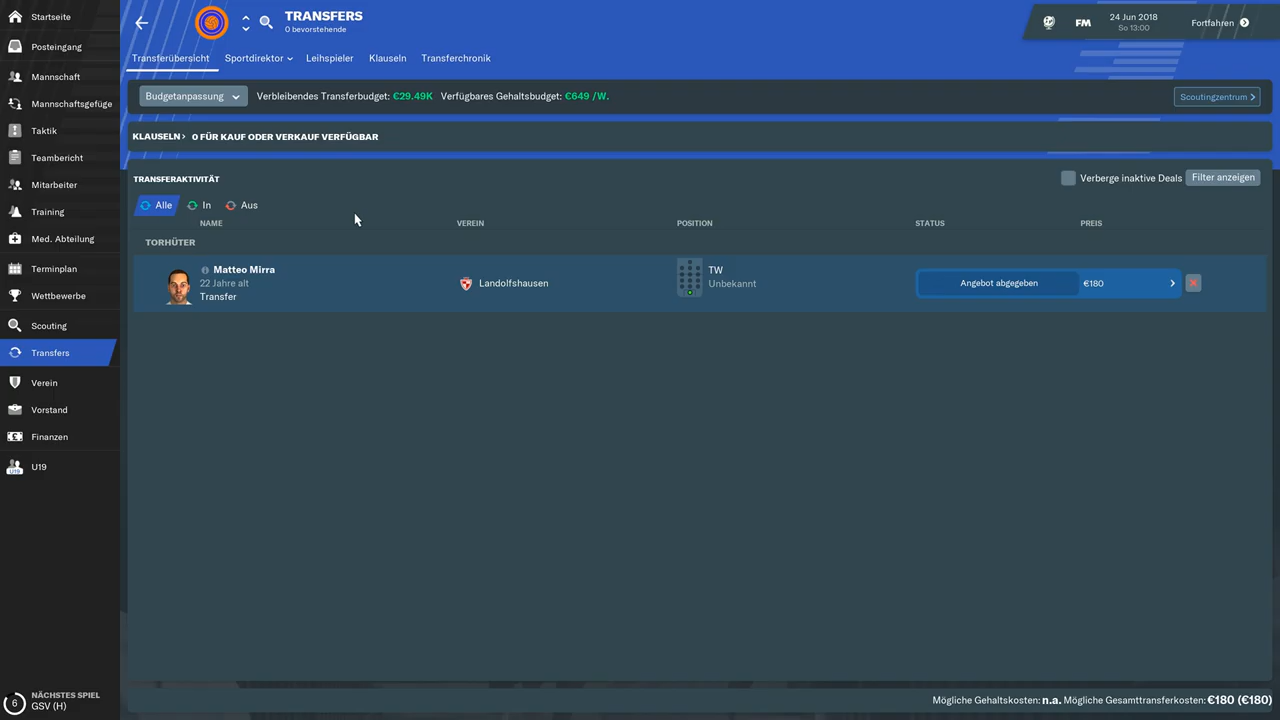 Startseite
Posteingang
Mannschaft
Mannschaftsgefüge
Taktik
Teambericht
Mitarbeiter
Training
Med. Abteilung
Terminplan
Wettbewerbe
Scouting
Transfers
Verein
Vorstand
Finanzen
U19
U19
NÄCHSTES SPIEL
6
GSV (H)
TRANSFERS
0 bevorstehende
FM
24 Jun 2018
So 13:00
Fortfahren
Transferübersicht
Sportdirektor
Leihspieler
Klauseln
Transferchronik
Budgetanpassung
Verbleibendes Transferbudget: €29.49K
Verfügbares Gehaltsbudget: €649 /W.
Scoutingzentrum >
KLAUSELN > 0 FÜR KAUF ODER VERKAUF VERFÜGBAR
TRANSFERAKTIVITÄT
Verberge inaktive Deals
Filter anzeigen
Alle
In
Aus
NAME
VEREIN
POSITION
STATUS
PREIS
TORHÜTER
Matteo Mirra
22 Jahre alt
Transfer
Landolfshausen
TW
Unbekannt
Angebot abgegeben
€180
Mögliche Gehaltskosten: n.a. Mögliche Gesamttransferkosten: €180 (€180)